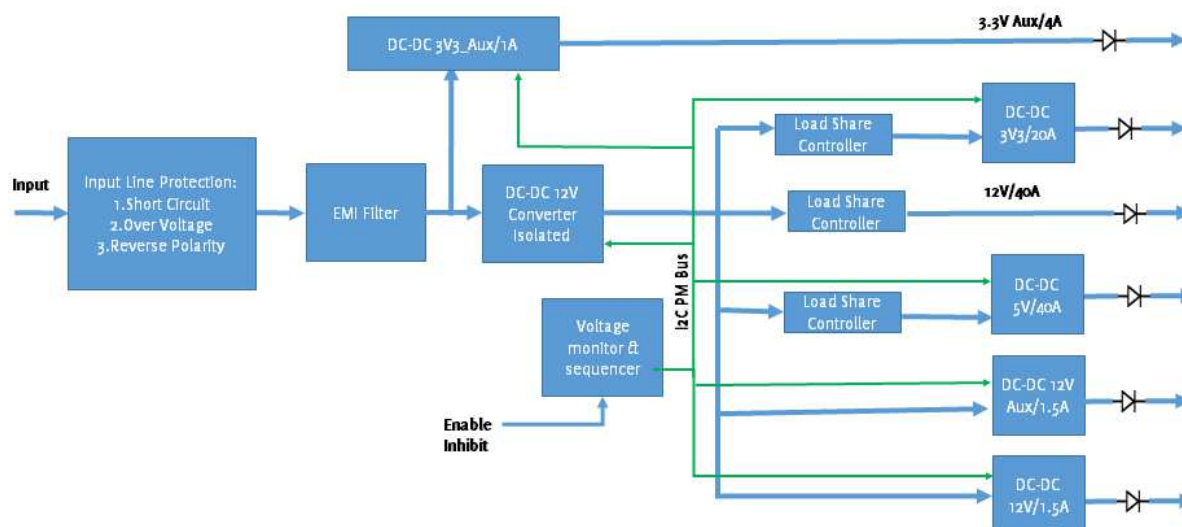 3.3V Aux/4A
DC-DC 3V3_Aux/1A
DC-DC
3V3/20A
Load Share
Controller
Input
Input Line Protection:
1.Short Circuit
2.Over Voltage
3.Reverse Polarity
EMI Filter
DC-DC 12V
Converter
Isolated
Load Share
Controller
12V/40A
I2C PM Bus
DC-DC
5V/40A
Load Share
Controller
Voltage
monitor &
sequencer
Enable
Inhibit
DC-DC 12V
Aux/1.5A
DC-DC
12V/1.5A